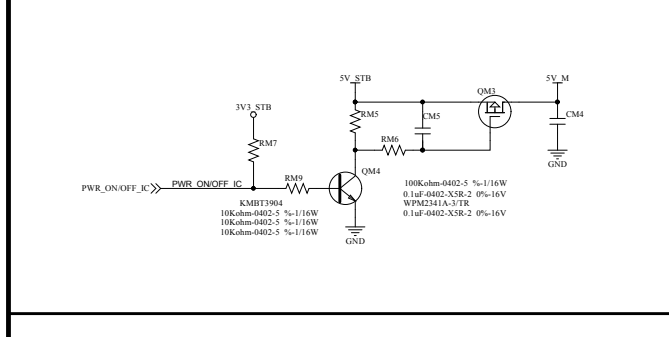 5V_STB
5V_M
QM3
3V3_STB
RM5
CM5
CM4
RM7
RM6
GND
RM9
QM4
PWR_ON/OFF_IC
PWR_ON/OFF_IC
100Kohm-0402-5 %-1/16W
0.1uF-0402-X5R-2 0%-16V
WPM2341A-3/TR
0.1uF-0402-X5R-2 0%-16V
KMBT3904
10Kohm-0402-5 %-1/16W
10Kohm-0402-5 %-1/16W
10Kohm-0402-5 %-1/16W
GND